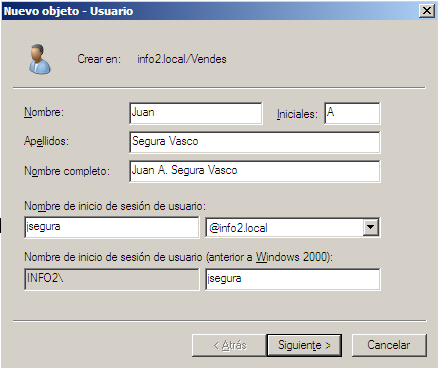 Nuevo objeto - Usuario
Crear en: info2.local/Vendes
Nombre: Juan Iniciales: A
Apellidos: Segura Vasco
Nombre completo: Juan A. Segura Vasco
Nombre de inicio de sesión de usuario:
jsegura @info2.local
Nombre de inicio de sesión de usuario (anterior a Windows 2000):
INFO2\ jsegura
< Atrás Siguiente > Cancelar